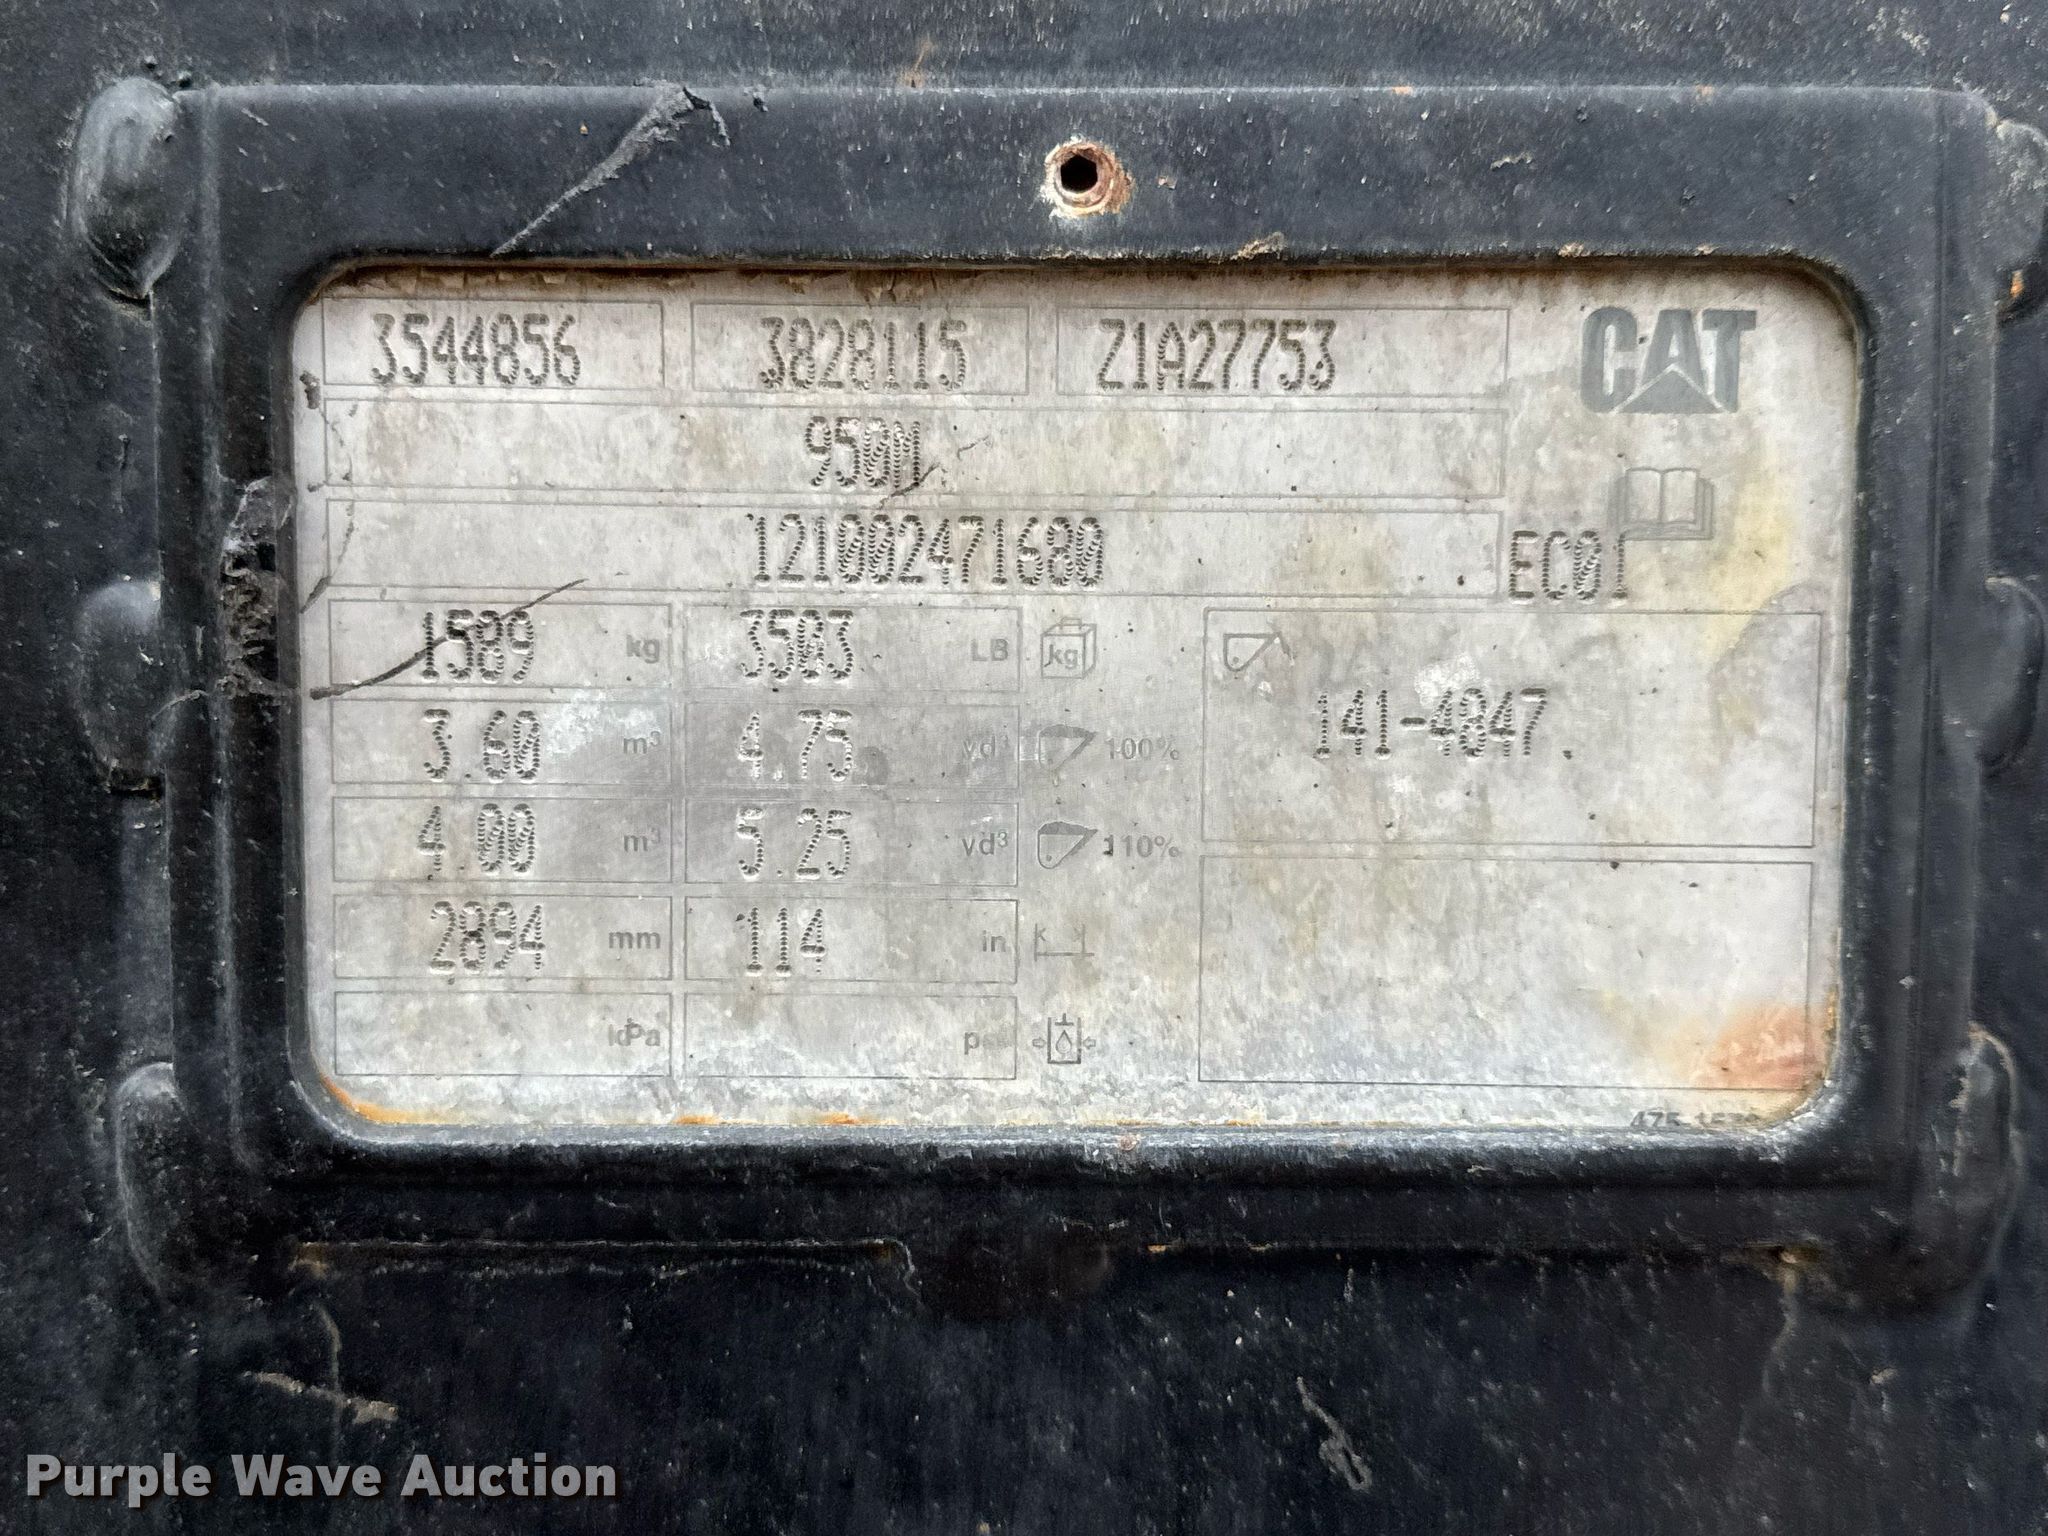 3544856 3828115 Z1A27753 CAT
950M
121002471680 EC01
1589 kg 3503 LB kg
3.60 m³ 4.75 yd³ 100% 141-4847
4.00 m³ 5.25 yd³ 110%
2894 mm 114 in
kPa psi
Purple Wave Auction